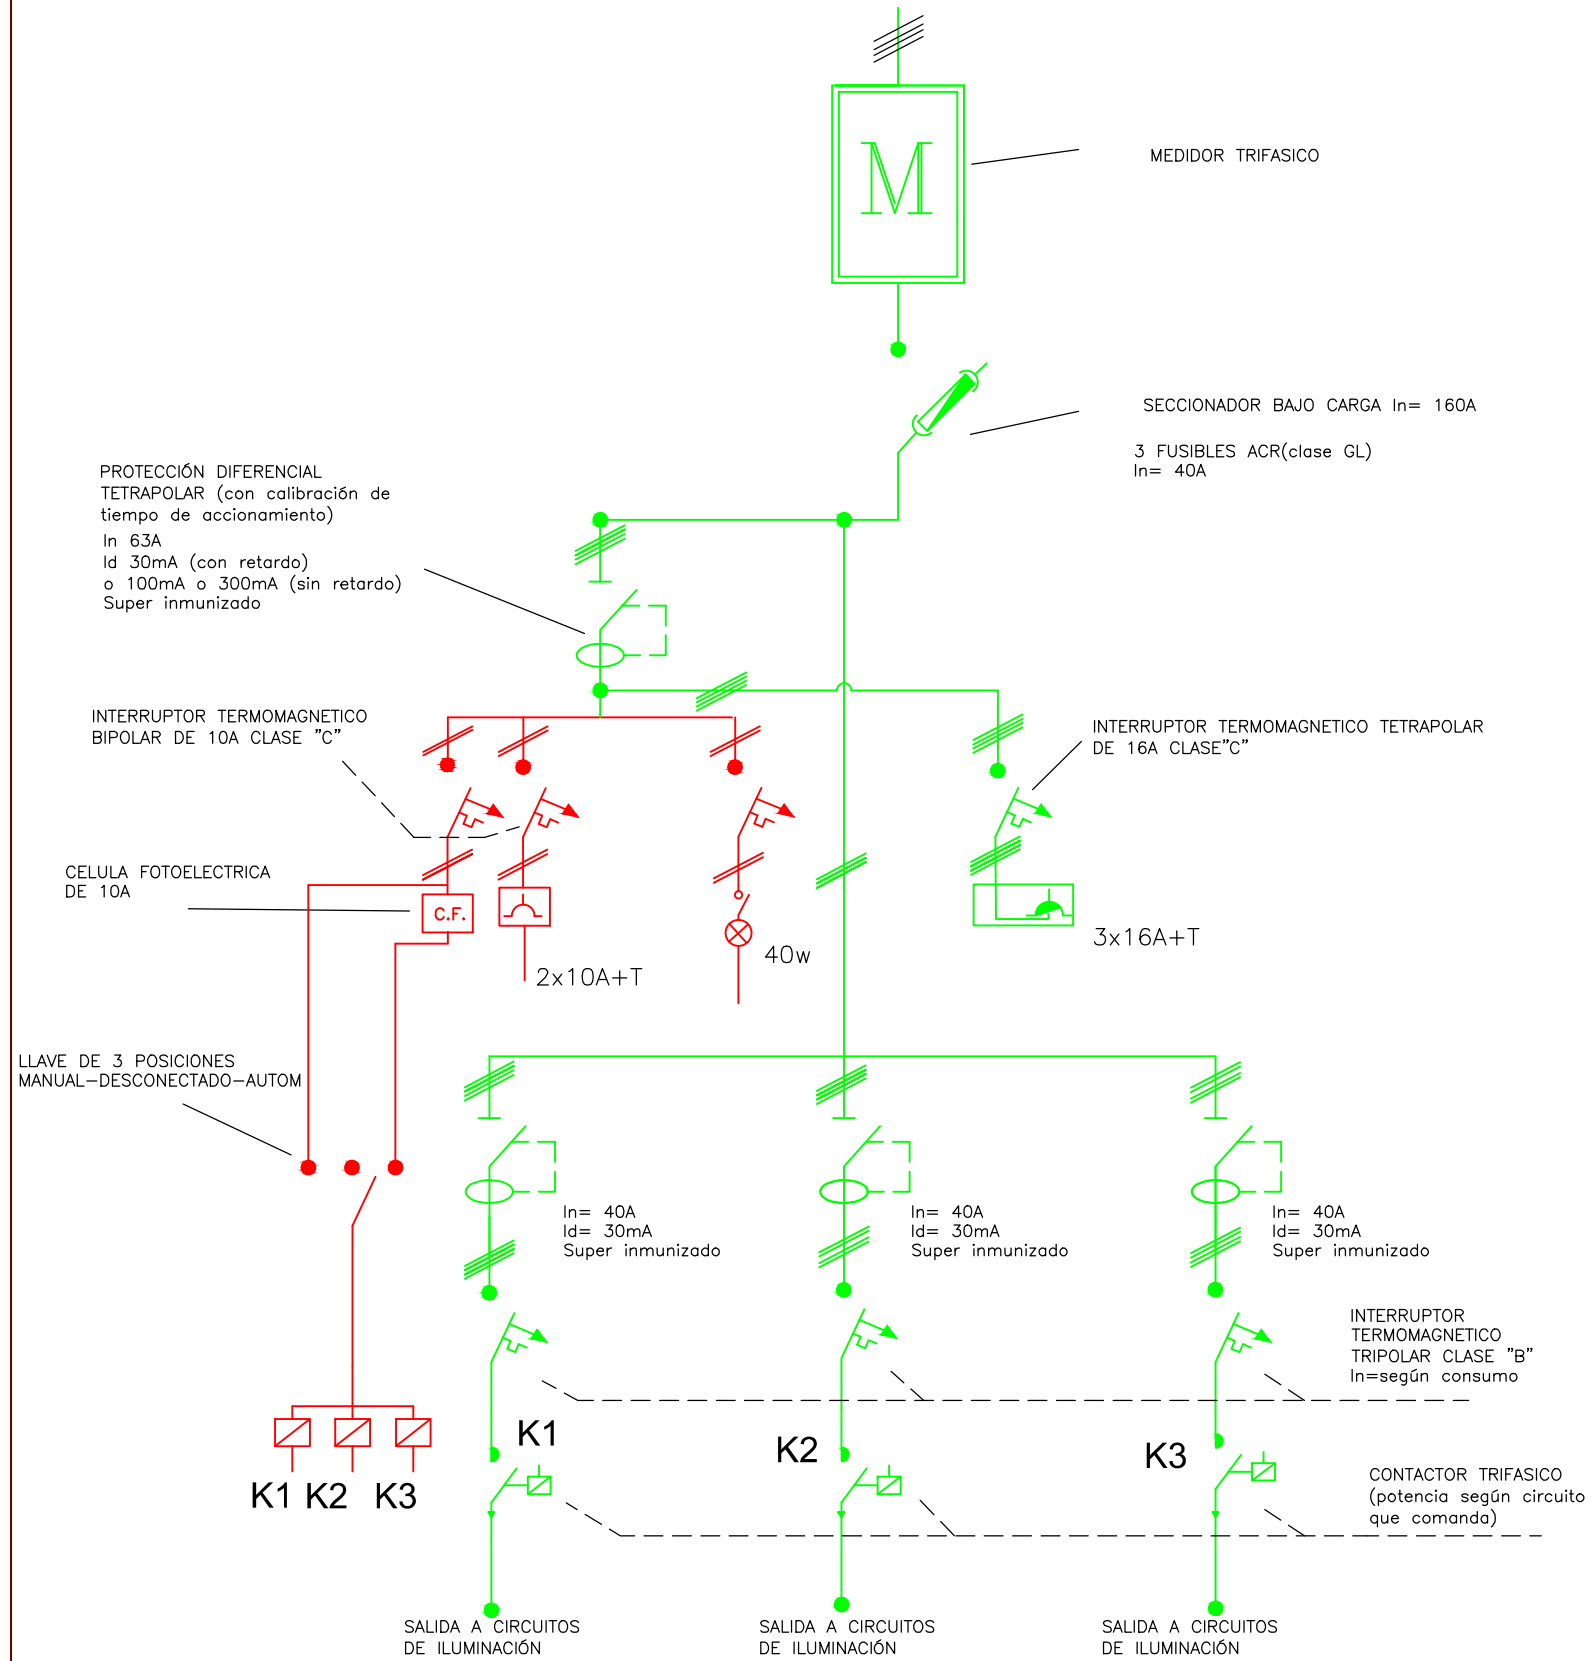 M
MEDIDOR TRIFASICO
SECCIONADOR BAJO CARGA In= 160A
3 FUSIBLES ACR(clase GL)
In= 40A
PROTECCIÓN DIFERENCIAL
TETRAPOLAR (con calibración de
tiempo de accionamiento)
In 63A
Id 30mA (con retardo)
o 100mA o 300mA (sin retardo)
Super inmunizado
INTERRUPTOR TERMOMAGNETICO
BIPOLAR DE 10A CLASE "C"
INTERRUPTOR TERMOMAGNETICO TETRAPOLAR
DE 16A CLASE"C"
CELULA FOTOELECTRICA
DE 10A
C.F.
2x10A+T
40w
3x16A+T
LLAVE DE 3 POSICIONES
MANUAL-DESCONECTADO-AUTOM
In= 40A
Id= 30mA
Super inmunizado
In= 40A
Id= 30mA
Super inmunizado
In= 40A
Id= 30mA
Super inmunizado
INTERRUPTOR
TERMOMAGNETICO
TRIPOLAR CLASE "B"
In=según consumo
K1
K2
K3
K1 K2 K3
CONTACTOR TRIFASICO
(potencia según circuito
que comanda)
SALIDA A CIRCUITOS
DE ILUMINACIÓN
SALIDA A CIRCUITOS
DE ILUMINACIÓN
SALIDA A CIRCUITOS
DE ILUMINACIÓN